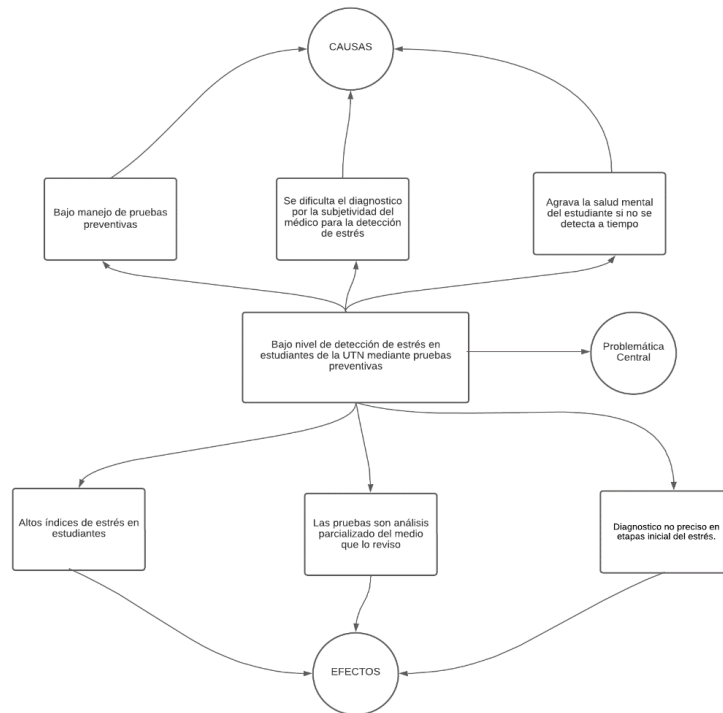 CAUSAS
Bajo manejo de pruebas
preventivas
Se dificulta el diagnostico
por la subjetividad del
médico para la detección
de estrés
Agrava la salud mental
del estudiante si no se
detecta a tiempo
Bajo nivel de detección de estrés en
estudiantes de la UTN mediante pruebas
preventivas
Problemática
Central
Altos índices de estrés en
estudiantes
Las pruebas son análisis
parcializado del medio
que lo reviso
Diagnostico no preciso en
etapas inicial del estrés.
EFECTOS